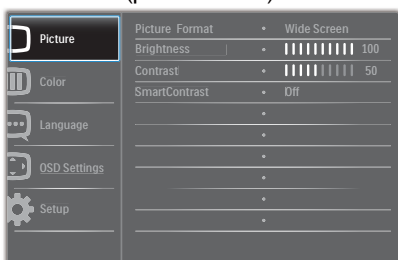 Picture
Color
Language
OSD Settings
Setup
Picture Format • Wide Screen
Brightness • 100
Contrast • 50
SmartContrast • Off
•
•
•
•
•
•